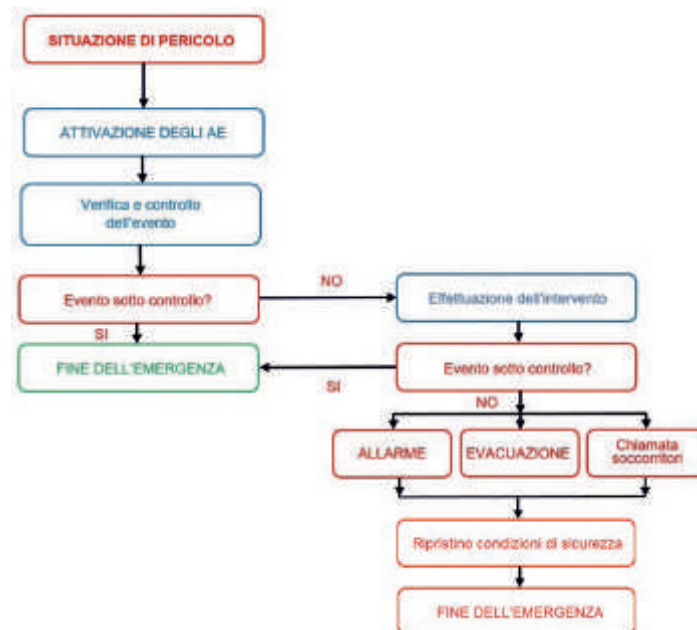 SITUAZIONE DI PERICOLO
ATTIVAZIONE DEGLI AE
Verifica e controllo
dell'evento
Evento sotto controllo?
NO
Effettuazione dell'intervento
SI
FINE DELL'EMERGENZA
SI
Evento sotto controllo?
NO
ALLARME
EVACUAZIONE
Chiamata
soccorritori
Ripristino condizioni di sicurezza
FINE DELL'EMERGENZA